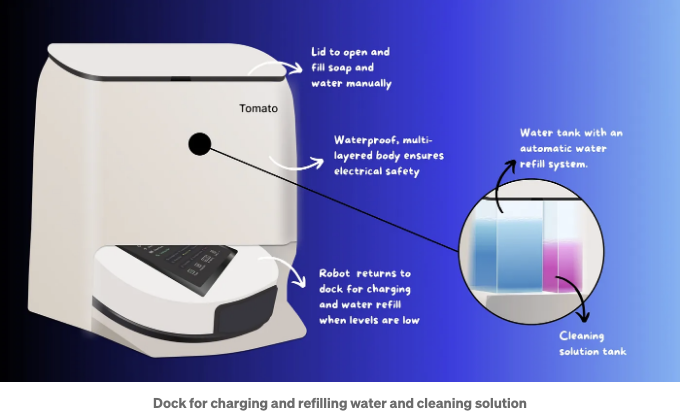 Lid to open and
fill soap and
water manually
Tomato
Waterproof, multi-
layered body ensures
electrical safety
Water tank with an
automatic water
refill system.
Robot returns to
dock for charging
and water refill
when levels are low
Cleaning
solution tank
Dock for charging and refilling water and cleaning solution